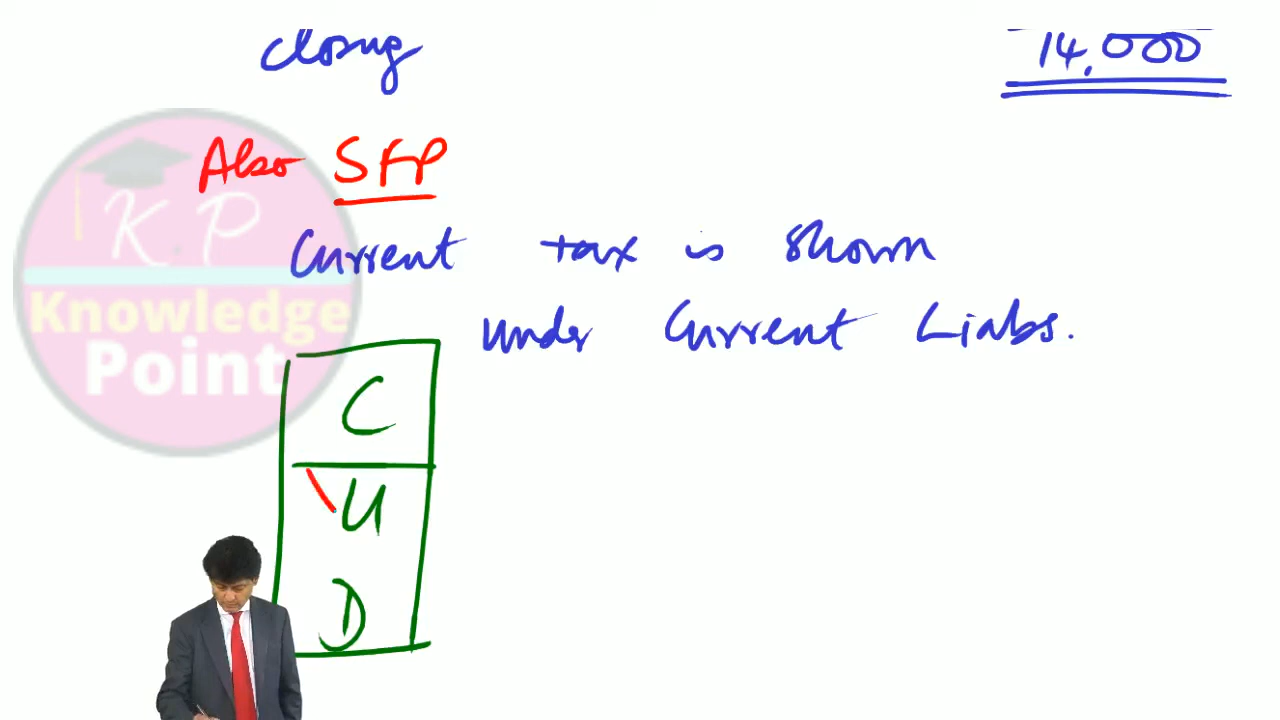 Closing 14,000
Also SFP
K.P
Current tax is shown
Knowledge
under Current Liabs.
Point
C
U
D